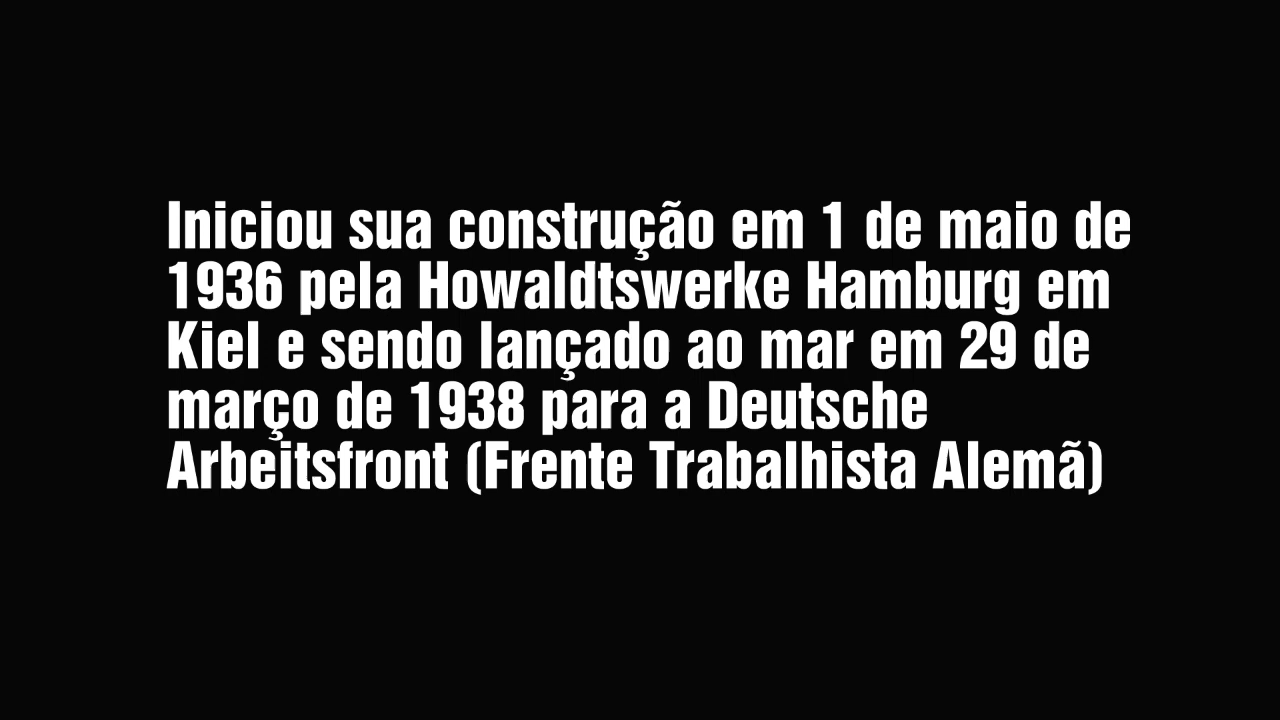 Iniciou sua construção em 1 de maio de
1936 pela Howaldtswerke Hamburg em
Kiel e sendo lançado ao mar em 29 de
março de 1938 para a Deutsche
Arbeitsfront (Frente Trabalhista Alemã)